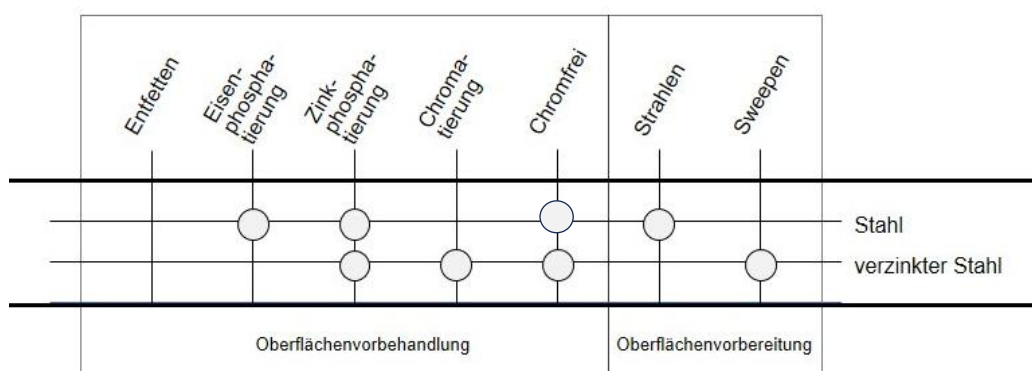 Entfetten
Eisen-
phospha-
tierung
Zink-
phospha-
tierung
Chroma-
tierung
Chromfrei
Strahlen
Sweepen
Stahl
verzinkter Stahl
Oberflächenvorbehandlung
Oberflächenvorbereitung